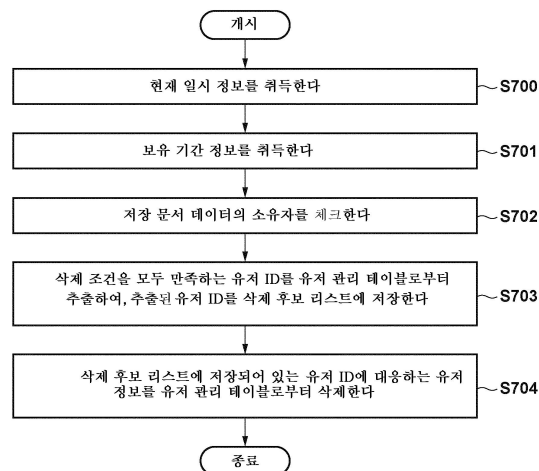 개시
현재 일시 정보를 취득한다
S700
보유 기간 정보를 취득한다
S701
저장 문서 데이터의 소유자를 체크한다
S702
삭제 조건을 모두 만족하는 유저 ID를 유저 관리 테이블로부터
추출하여, 추출된 유저 ID를 삭제 후보 리스트에 저장한다
S703
삭제 후보 리스트에 저장되어 있는 유저 ID에 대응하는 유저
정보를 유저 관리 테이블로부터 삭제한다
S704
종료